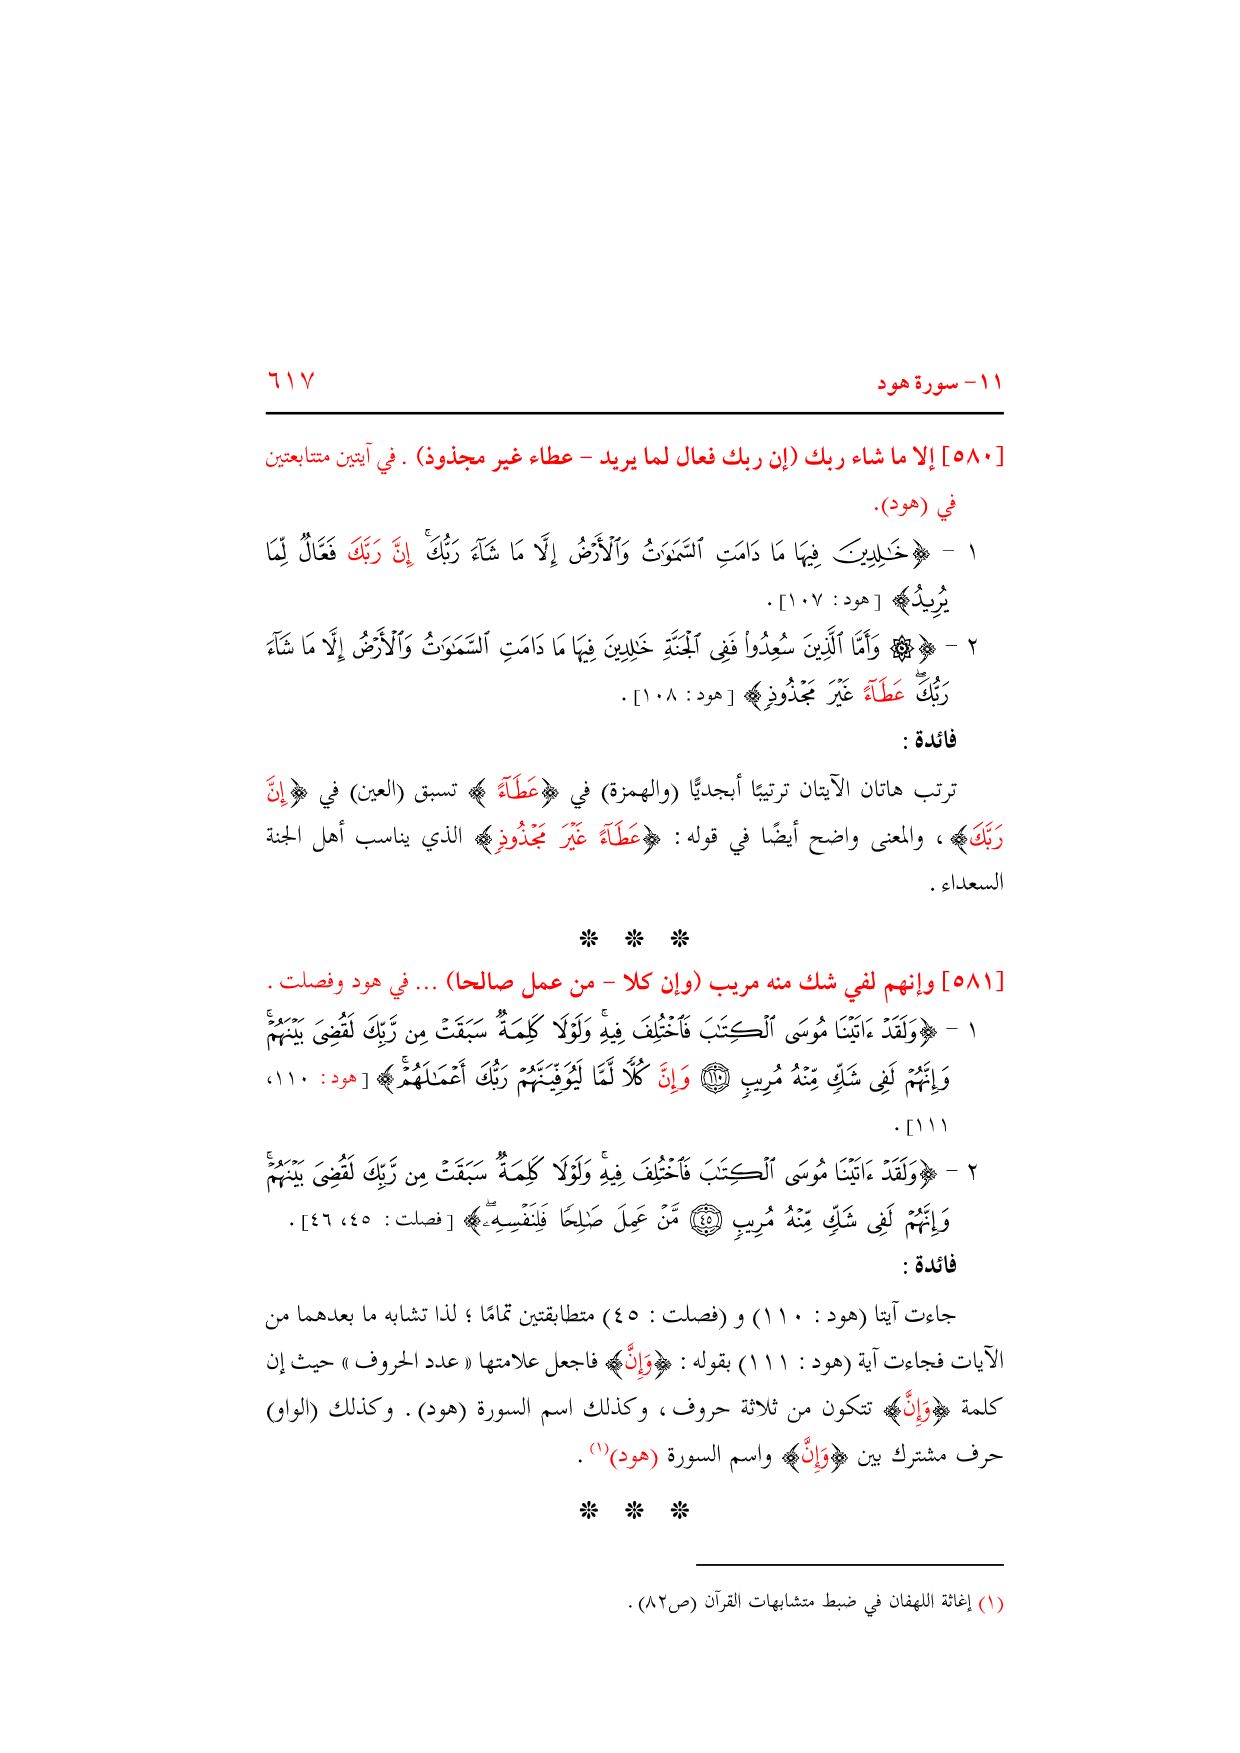 ١١- سورة هود ٦١٧
[٥٨٠] إلا ما شاء ربك (إن ربك فعال لما يريد – عطاء غير مجذوذ) . في آيتين متتابعتين
في (هود).
١ – ﴿خَٰلِدِينَ فِيهَا مَا دَامَتِ ٱلسَّمَٰوَٰتُ وَٱلۡأَرۡضُ إِلَّا مَا شَآءَ رَبُّكَۚ إِنَّ رَبَّكَ فَعَّالٞ لِّمَا
يُرِيدُ﴾ [هود: ١٠٧] .
٢ – ﴿۞ وَأَمَّا ٱلَّذِينَ سُعِدُواْ فَفِي ٱلۡجَنَّةِ خَٰلِدِينَ فِيهَا مَا دَامَتِ ٱلسَّمَٰوَٰتُ وَٱلۡأَرۡضُ إِلَّا مَا شَآءَ
رَبُّكَۖ عَطَآءً غَيۡرَ مَجۡذُوذٖ﴾ [هود: ١٠٨] .
فائدة :
ترتب هاتان الآيتان ترتيبًا أبجديًّا (والهمزة) في ﴿عَطَآءً ﴾ تسبق (العين) في ﴿إِنَّ
رَبَّكَ﴾ ، والمعنى واضح أيضًا في قوله : ﴿عَطَآءً غَيۡرَ مَجۡذُوذٖ﴾ الذي يناسب أهل الجنة
السعداء .
❊ ❊ ❊
[٥٨١] وإنهم لفي شك منه مريب (وإن كلا – من عمل صالحا) ... في هود وفصلت .
١ – ﴿وَلَقَدۡ ءَاتَيۡنَا مُوسَى ٱلۡكِتَٰبَ فَٱخۡتُلِفَ فِيهِۚ وَلَوۡلَا كَلِمَةٞ سَبَقَتۡ مِن رَّبِّكَ لَقُضِيَ بَيۡنَهُمۡۚ
وَإِنَّهُمۡ لَفِي شَكّٖ مِّنۡهُ مُرِيبٖ ۝١١٠ وَإِنَّ كُلّٗا لَّمَّا لَيُوَفِّيَنَّهُمۡ رَبُّكَ أَعۡمَٰلَهُمۡۚ﴾ [هود: ١١٠،
١١١] .
٢ – ﴿وَلَقَدۡ ءَاتَيۡنَا مُوسَى ٱلۡكِتَٰبَ فَٱخۡتُلِفَ فِيهِۚ وَلَوۡلَا كَلِمَةٞ سَبَقَتۡ مِن رَّبِّكَ لَقُضِيَ بَيۡنَهُمۡۚ
وَإِنَّهُمۡ لَفِي شَكّٖ مِّنۡهُ مُرِيبٖ ۝٤٥ مَّنۡ عَمِلَ صَٰلِحٗا فَلِنَفۡسِهِۦۖ﴾ [فصلت: ٤٥، ٤٦] .
فائدة :
جاءت آيتا (هود: ١١٠) و (فصلت : ٤٥) متطابقتين تمامًا ؛ لذا تشابه ما بعدهما من
الآيات فجاءت آية (هود: ١١١) بقوله : ﴿وَإِنَّ﴾ فاجعل علامتها « عدد الحروف » حيث إن
كلمة ﴿وَإِنَّ﴾ تتكون من ثلاثة حروف، وكذلك اسم السورة (هود) . وكذلك (الواو)
حرف مشترك بين ﴿وَإِنَّ﴾ واسم السورة (هود)(١) .
❊ ❊ ❊
(١) إغاثة اللهفان في ضبط متشابهات القرآن (ص٨٢) .